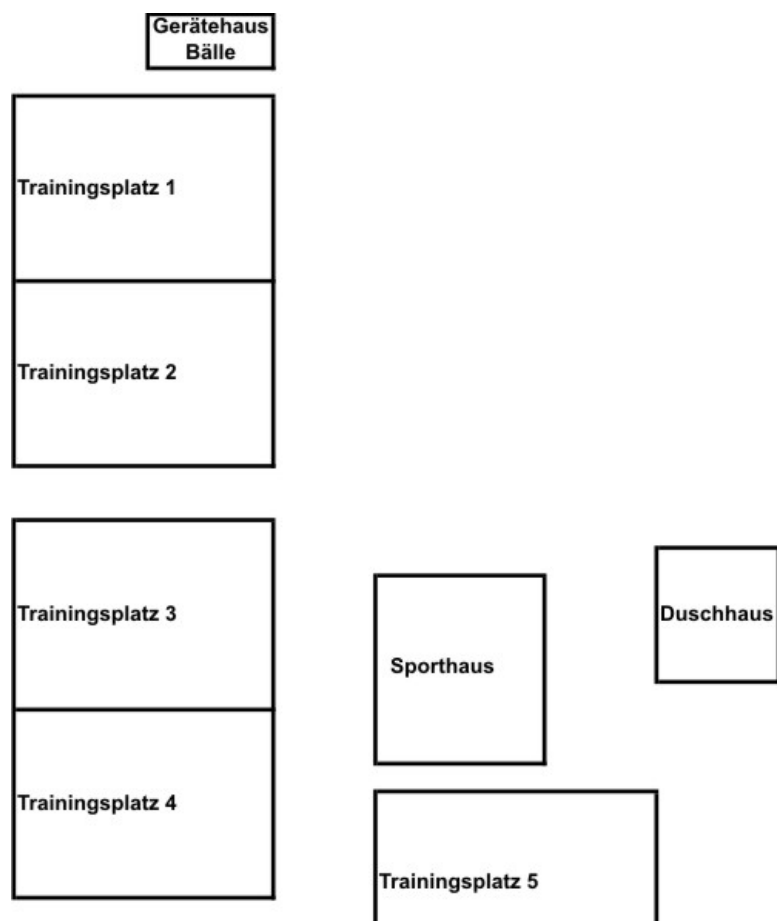 Gerätehaus
Bälle
Trainingsplatz 1
Trainingsplatz 2
Trainingsplatz 3
Duschhaus
Sporthaus
Trainingsplatz 4
Trainingsplatz 5